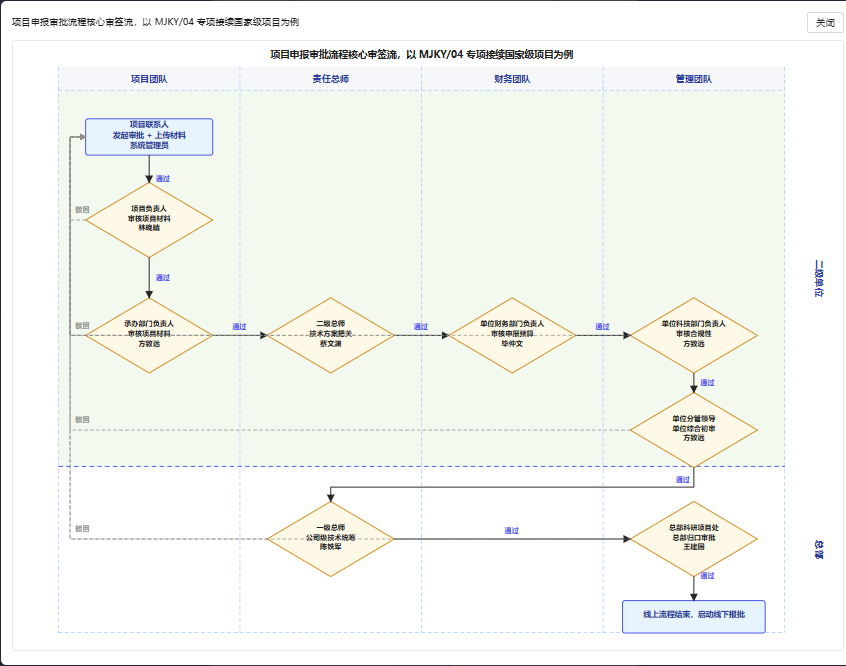 项目申报审批流程核心审签流，以 MJKY/04 专项接续国家级项目为例
关闭
项目申报审批流程核心审签流，以 MJKY/04 专项接续国家级项目为例
项目团队
责任总师
财务团队
管理团队
项目联系人
发起审批 + 上传材料
系统管理员
通过
驳回
项目负责人
审核项目材料
林晚晴
通过
二级单位
驳回
承办部门负责人
审核项目材料
方致远
通过
二级总师
技术方案把关
蔡文渊
通过
单位财务部门负责人
审核申报预算
毕仲文
通过
单位科技部门负责人
审核合规性
方致远
通过
驳回
单位分管领导
单位综合初审
方致远
通过
驳回
一级总师
公司级技术统筹
陈铁军
通过
总部科研项目处
总部归口审批
王建国
总部
通过
线上流程结束，启动线下报批